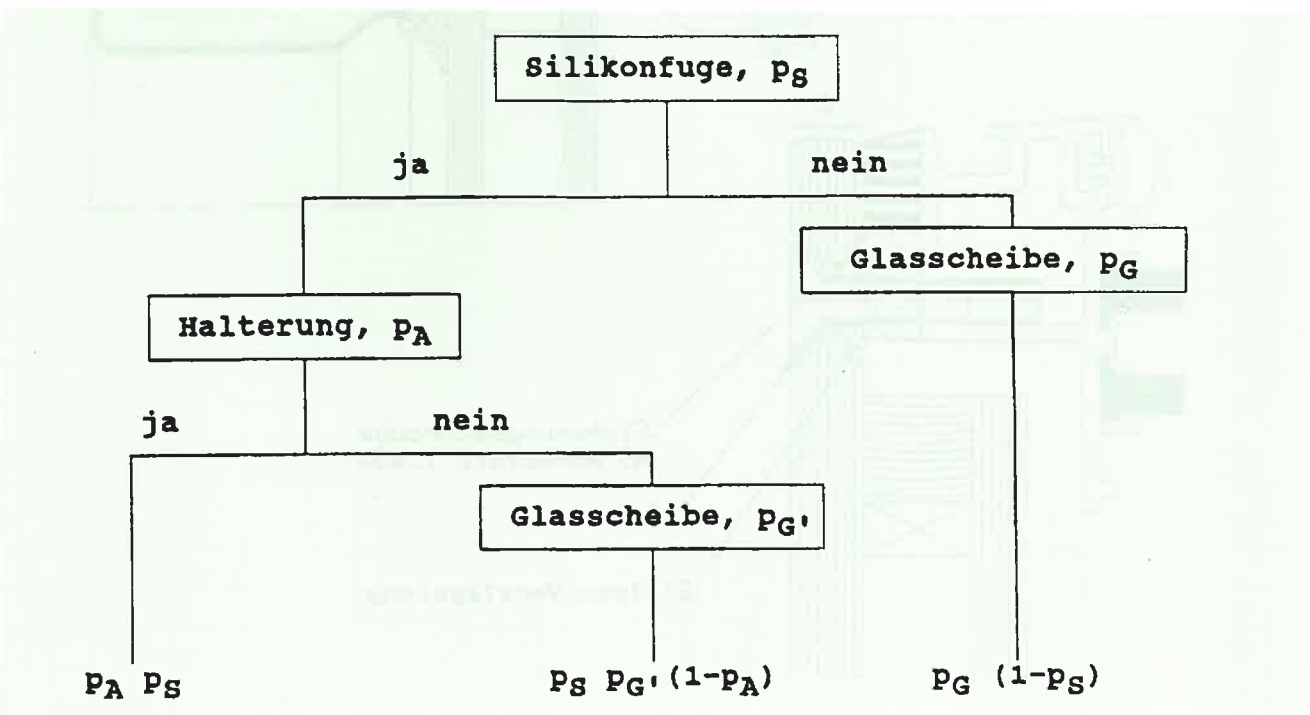 Silikonfuge, pS
ja nein
Glasscheibe, pG
Halterung, pA
ja nein
Glasscheibe, pG'
pA pS pS pG' (1-pA) pG (1-pS)